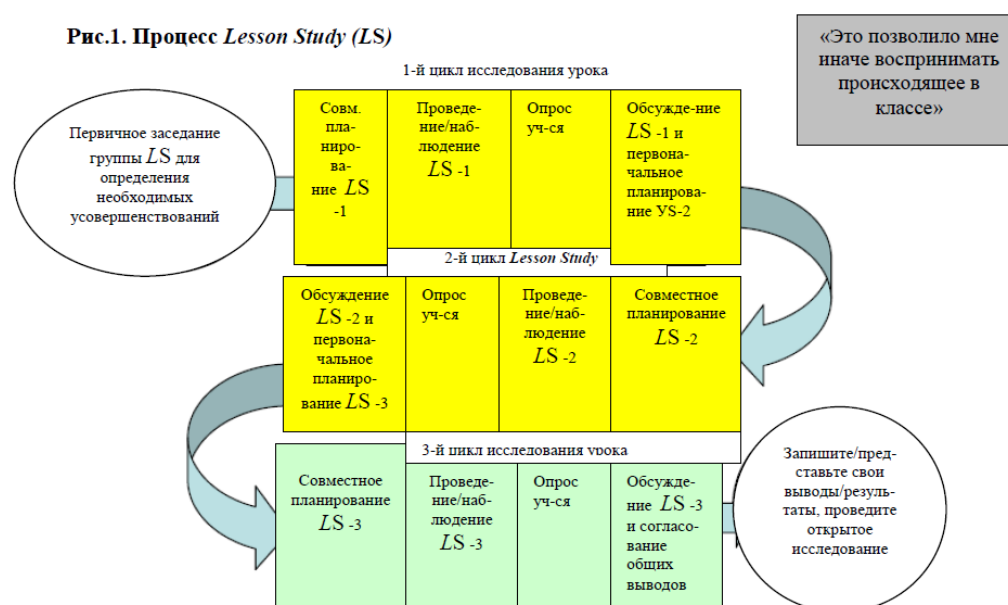 Рис.1. Процесс Lesson Study (LS)
«Это позволило мне
иначе воспринимать
происходящее в
классе»
1-й цикл исследования урока
Первичное заседание
группы LS для
определения
необходимых
усовершенствований
Совм.
пла-
ниро-
ва-
ние LS
-1
Проведе-
ние/наб-
людение
LS -1
Опрос
уч-ся
Обсужде-ние
LS -1 и
первоначальное
планирова-
ние УS-2
2-й цикл Lesson Study
Обсуждение
LS -2 и
первона-
чальное
планиро-
вание LS -3
Опрос
уч-ся
Проведе-
ние/наб-
людение
LS -2
Совместное
планирование
LS -2
3-й цикл исследования урока
Совместное
планирование
LS -3
Проведе-
ние/наб-
людение
LS -3
Опрос
уч-ся
Обсужде-
ние LS -3
и согласо-
вание
общих
выводов
Запишите/пред-
ставьте свои
выводы/резуль-
таты, проведите
открытое
исследование